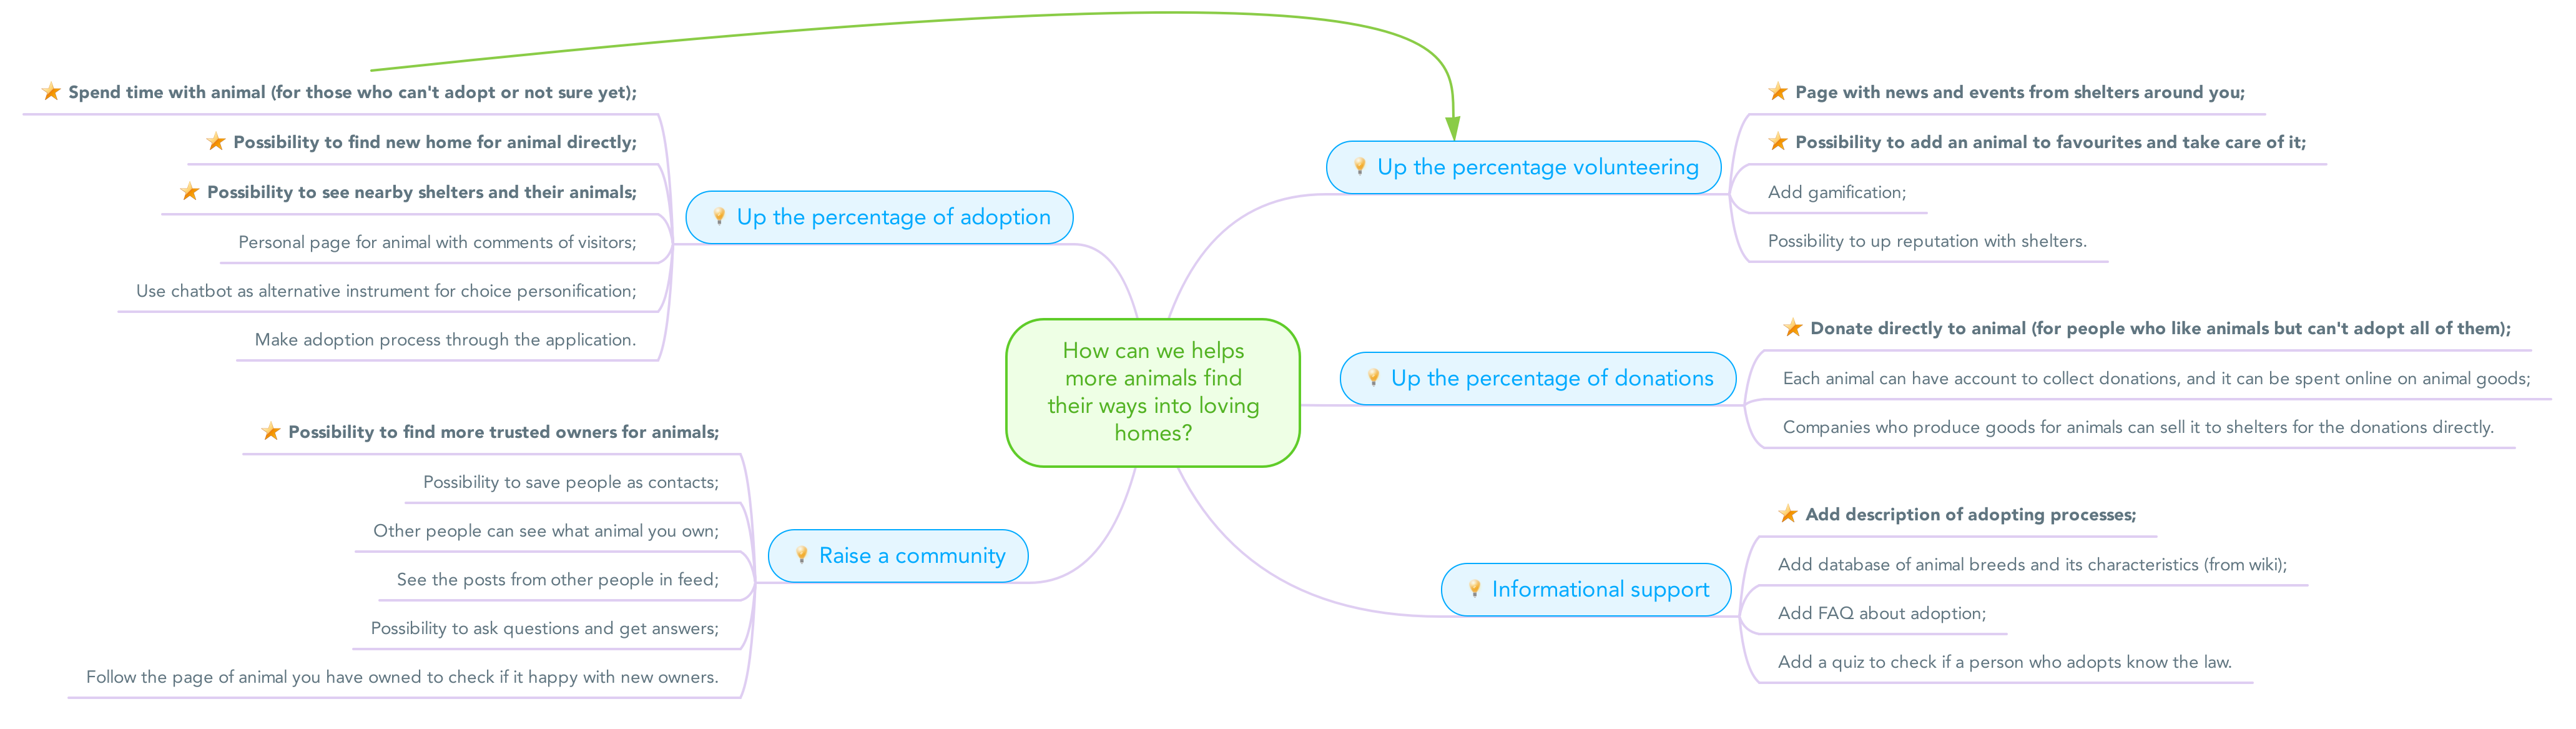 How can we helps
more animals find
their ways into loving
homes?
Up the percentage of adoption
Spend time with animal (for those who can't adopt or not sure yet);
Possibility to find new home for animal directly;
Possibility to see nearby shelters and their animals;
Personal page for animal with comments of visitors;
Use chatbot as alternative instrument for choice personification;
Make adoption process through the application.
Raise a community
Possibility to find more trusted owners for animals;
Possibility to save people as contacts;
Other people can see what animal you own;
See the posts from other people in feed;
Possibility to ask questions and get answers;
Follow the page of animal you have owned to check if it happy with new owners.
Up the percentage volunteering
Page with news and events from shelters around you;
Possibility to add an animal to favourites and take care of it;
Add gamification;
Possibility to up reputation with shelters.
Up the percentage of donations
Donate directly to animal (for people who like animals but can't adopt all of them);
Each animal can have account to collect donations, and it can be spent online on animal goods;
Companies who produce goods for animals can sell it to shelters for the donations directly.
Informational support
Add description of adopting processes;
Add database of animal breeds and its characteristics (from wiki);
Add FAQ about adoption;
Add a quiz to check if a person who adopts know the law.